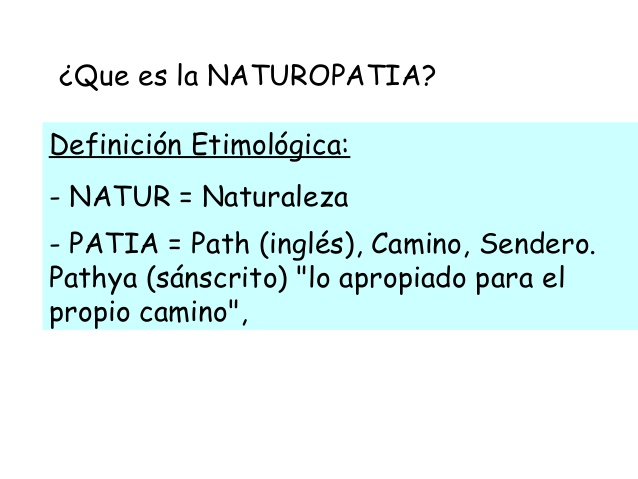 ¿Que es la NATUROPATIA?
Definición Etimológica:
- NATUR = Naturaleza
- PATIA = Path (inglés), Camino, Sendero.
Pathya (sánscrito) "lo apropiado para el
propio camino",